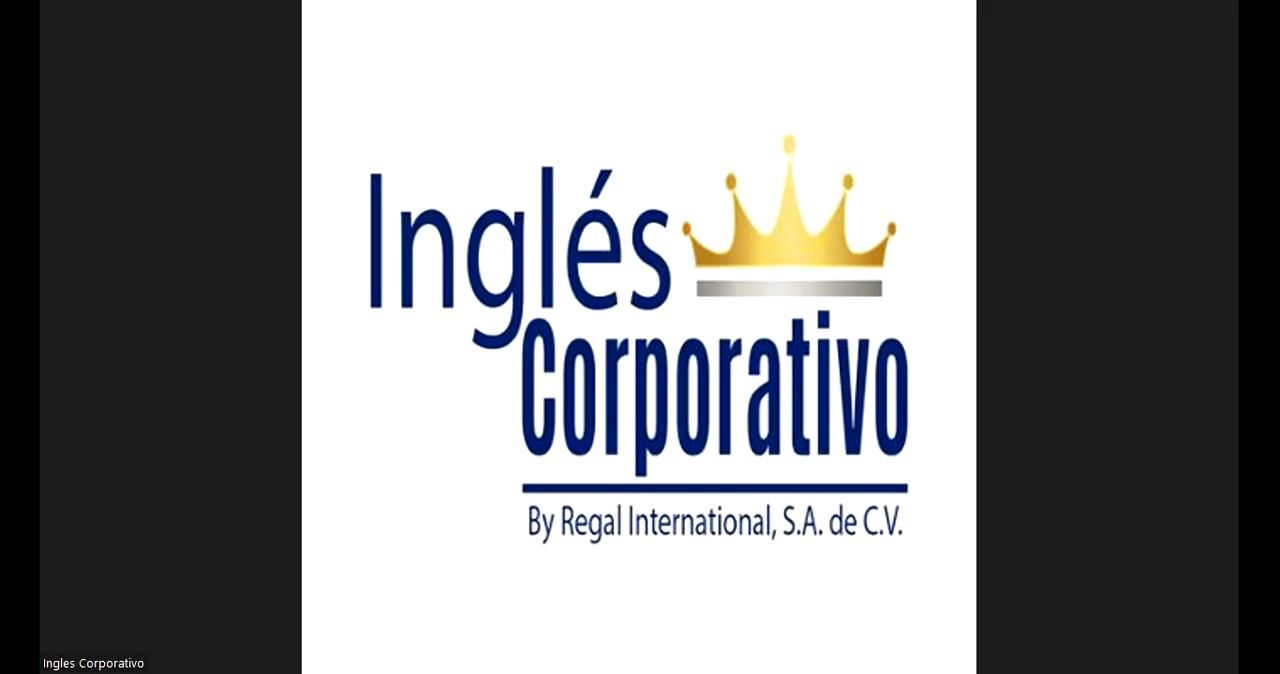 Inglés
Corporativo
By Regal International, S.A. de C.V.
Ingles Corporativo